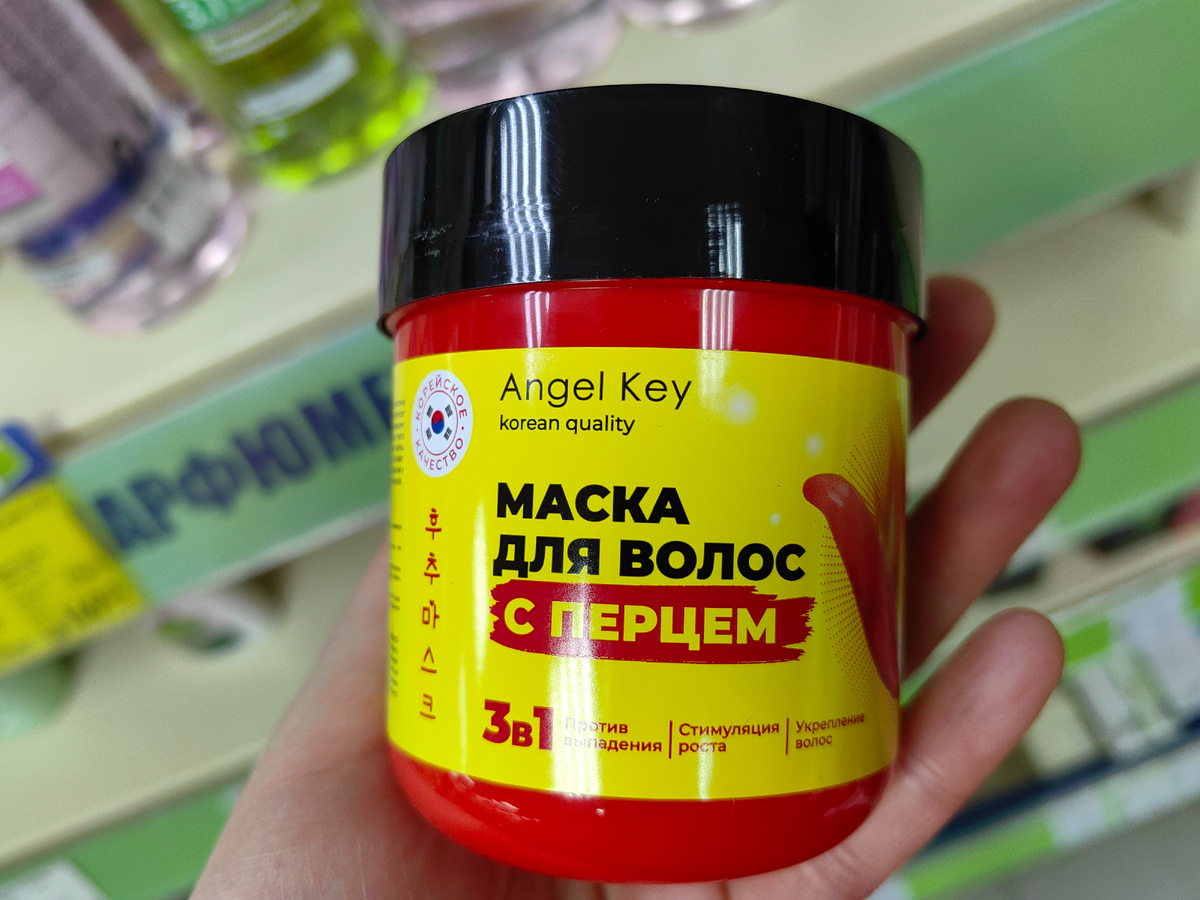 Angel Key
korean quality
КОРЕЙСКОЕ
КАЧЕСТВО
МАСКА
ДЛЯ ВОЛОС
С ПЕРЦЕМ
후추마스크
3в1
Против
выпадения
Стимуляция
роста
Укрепление
волос
АРФЮМЕ